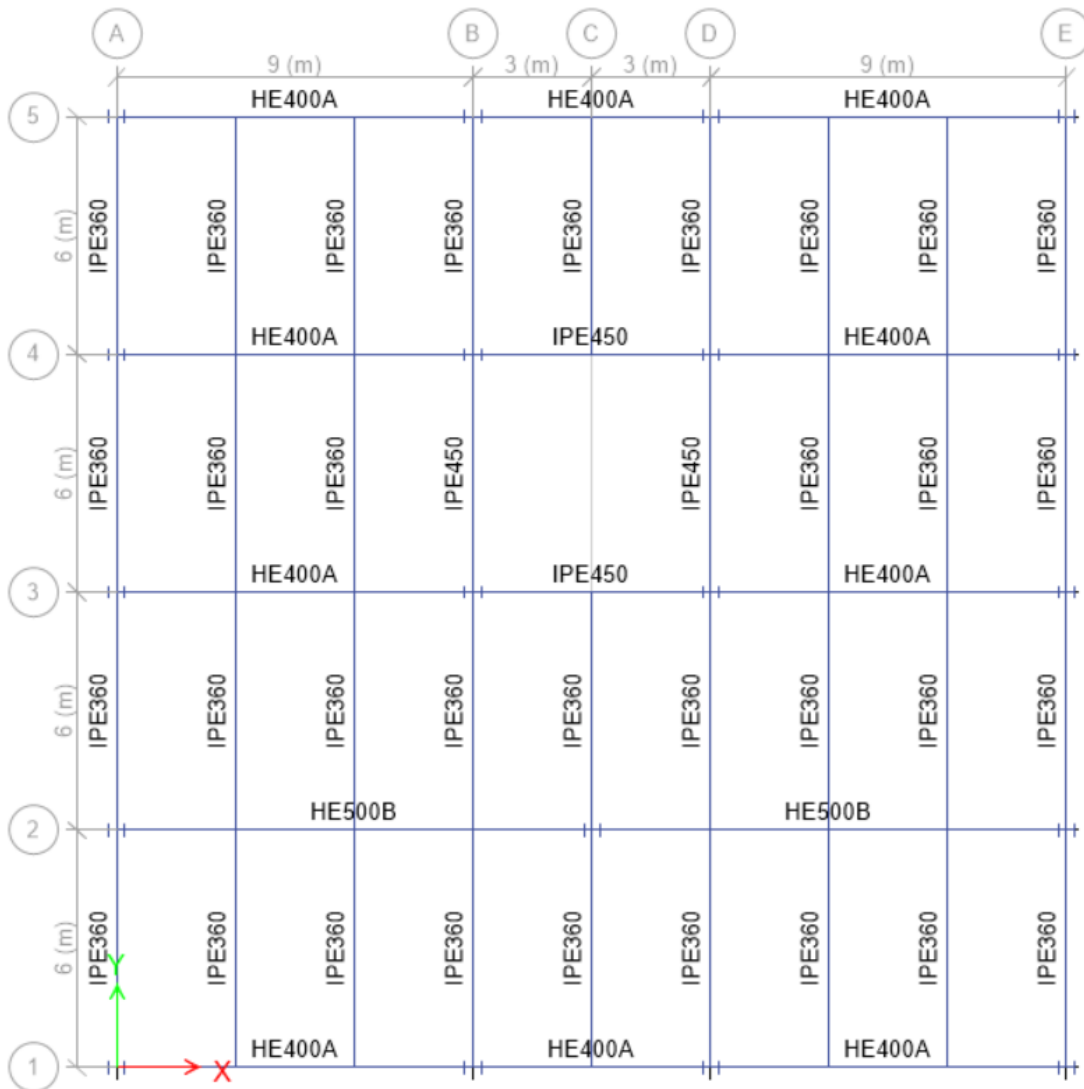 A B C D E
9 (m) 3 (m) 3 (m) 9 (m)
HE400A HE400A HE400A
5
6 (m) IPE360 IPE360 IPE360 IPE360 IPE360 IPE360 IPE360 IPE360 IPE360
HE400A IPE450 HE400A
4
6 (m) IPE360 IPE360 IPE360 IPE450 IPE450 IPE360 IPE360 IPE360
HE400A IPE450 HE400A
3
6 (m) IPE360 IPE360 IPE360 IPE360 IPE360 IPE360 IPE360 IPE360 IPE360
HE500B HE500B
2
6 (m) IPE360 IPE360 IPE360 IPE360 IPE360 IPE360 IPE360 IPE360 IPE360
Y
HE400A HE400A HE400A
1 X